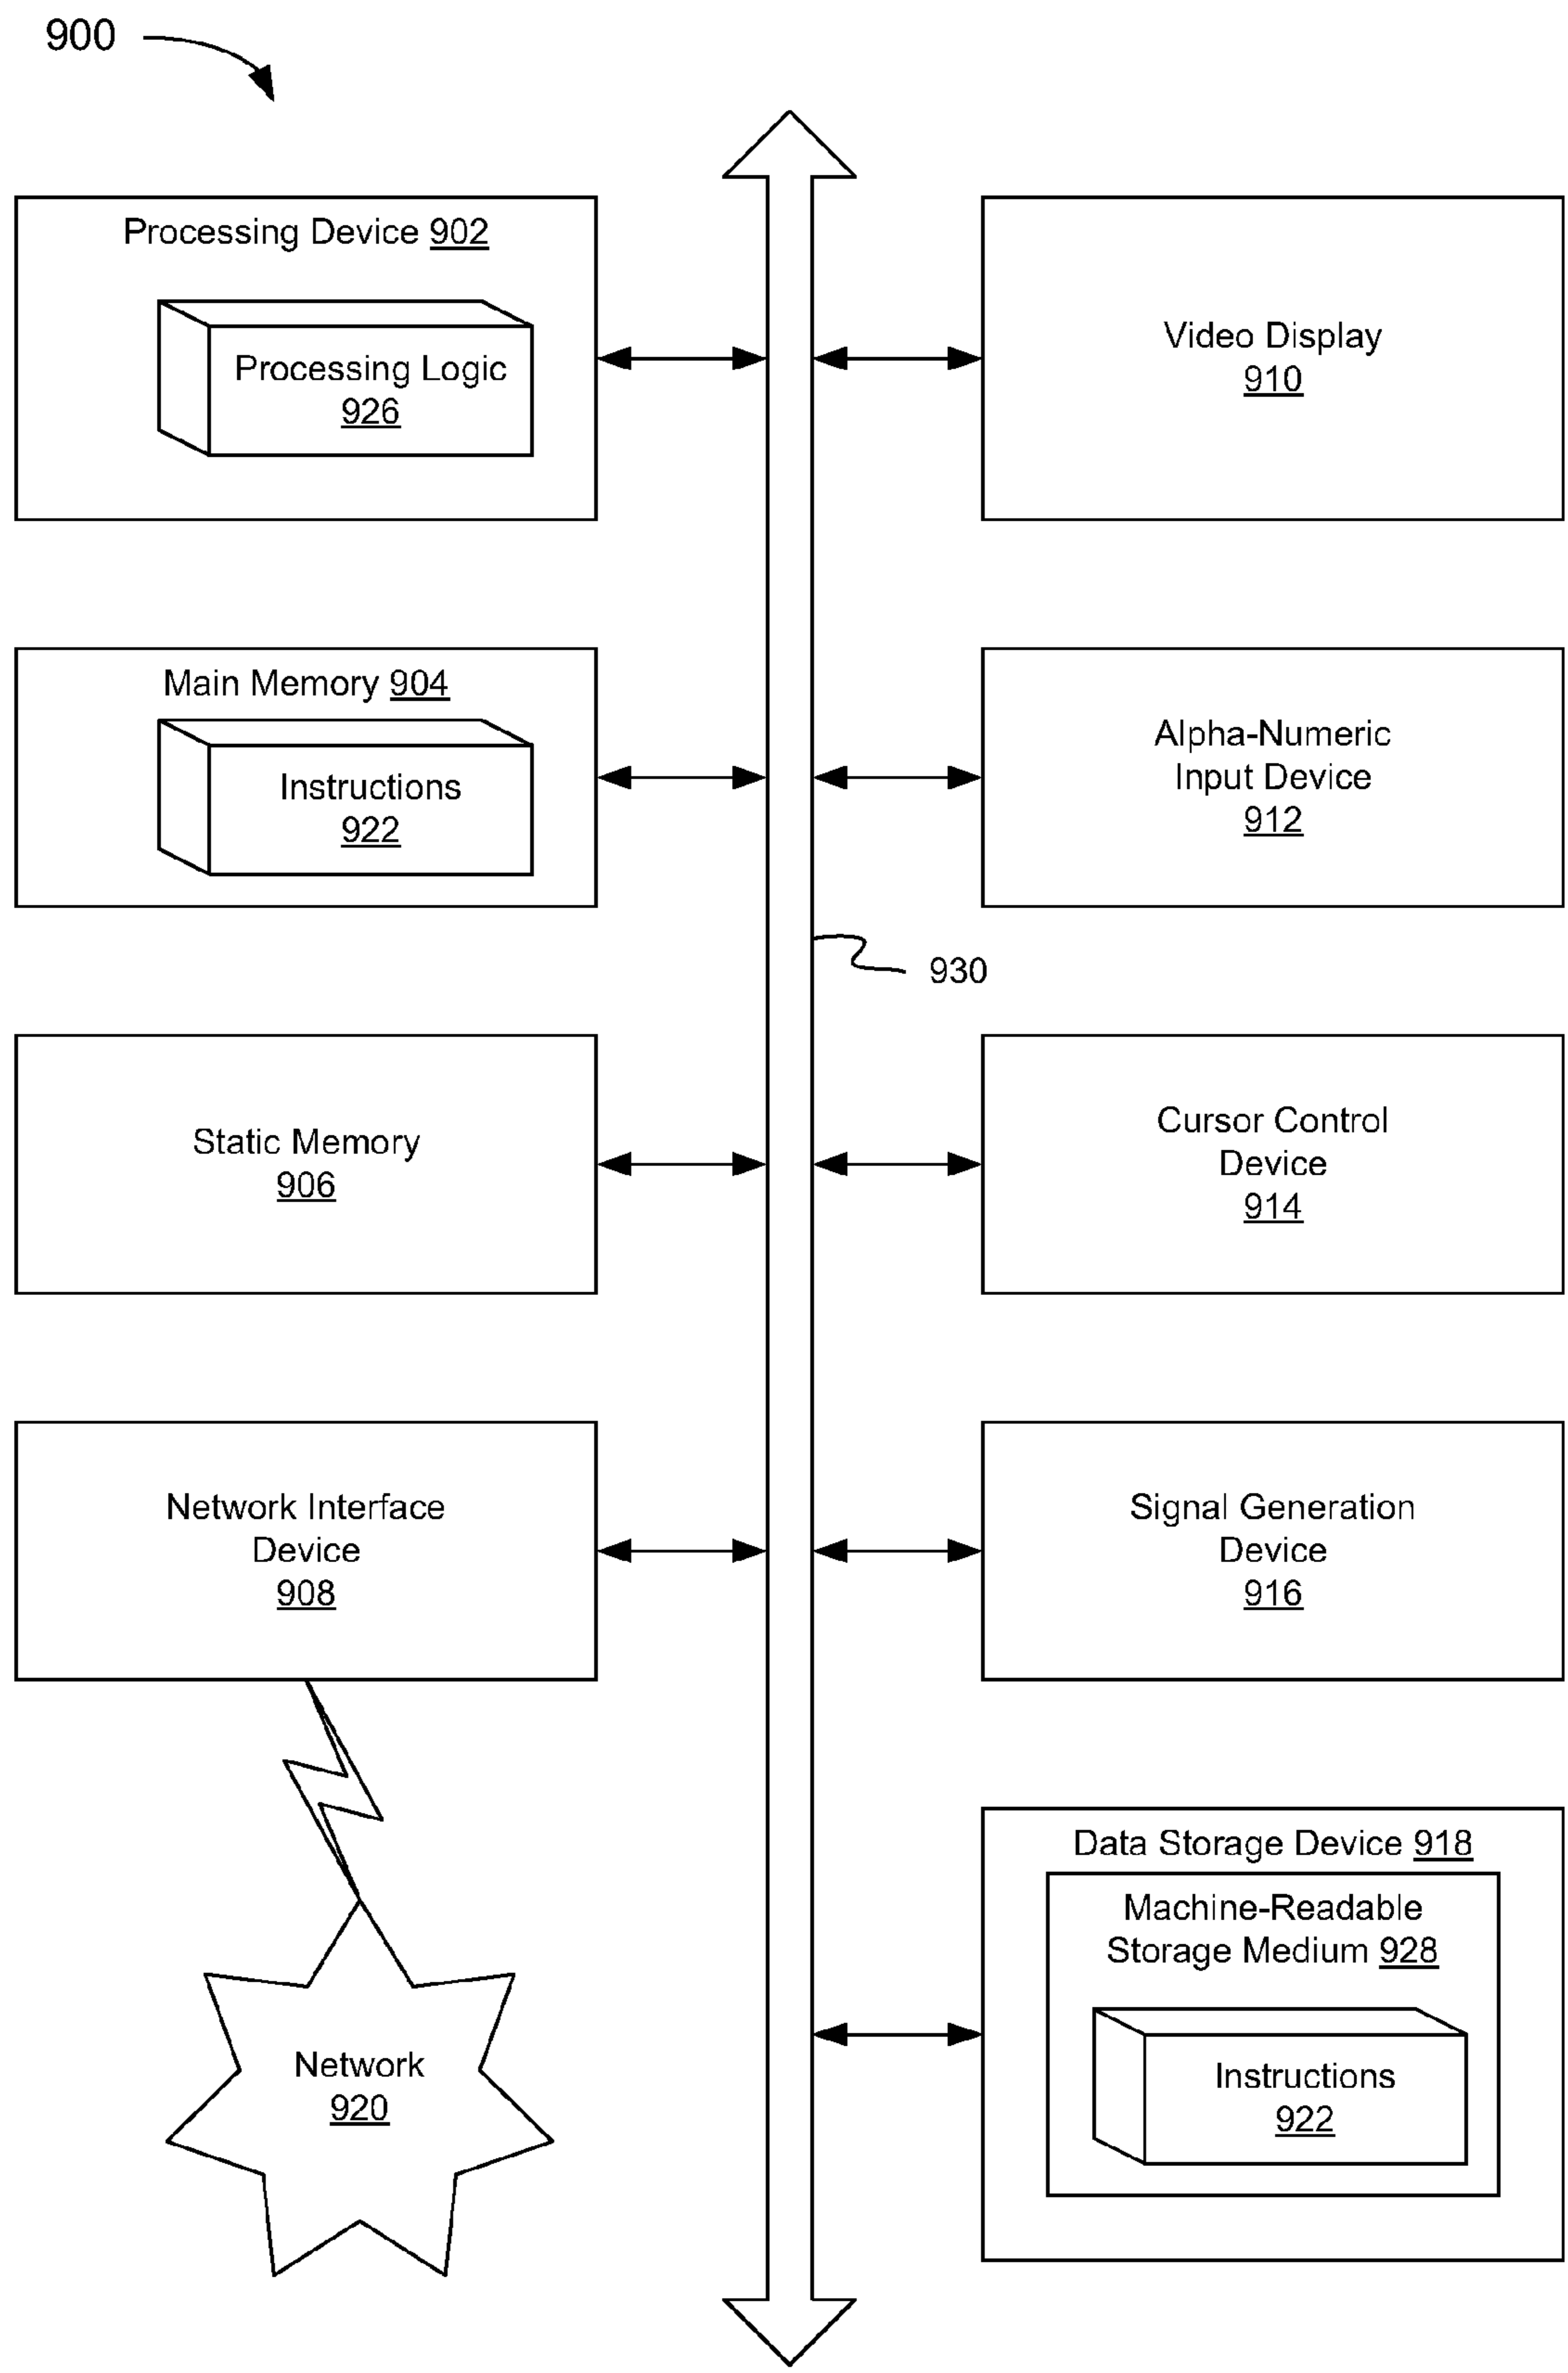 900
Processing Device 902
Processing Logic
926
Video Display
910
Main Memory 904
Instructions
922
Alpha-Numeric
Input Device
912
930
Static Memory
906
Cursor Control
Device
914
Network Interface
Device
908
Signal Generation
Device
916
Data Storage Device 918
Machine-Readable
Storage Medium 928
Instructions
922
Network
920